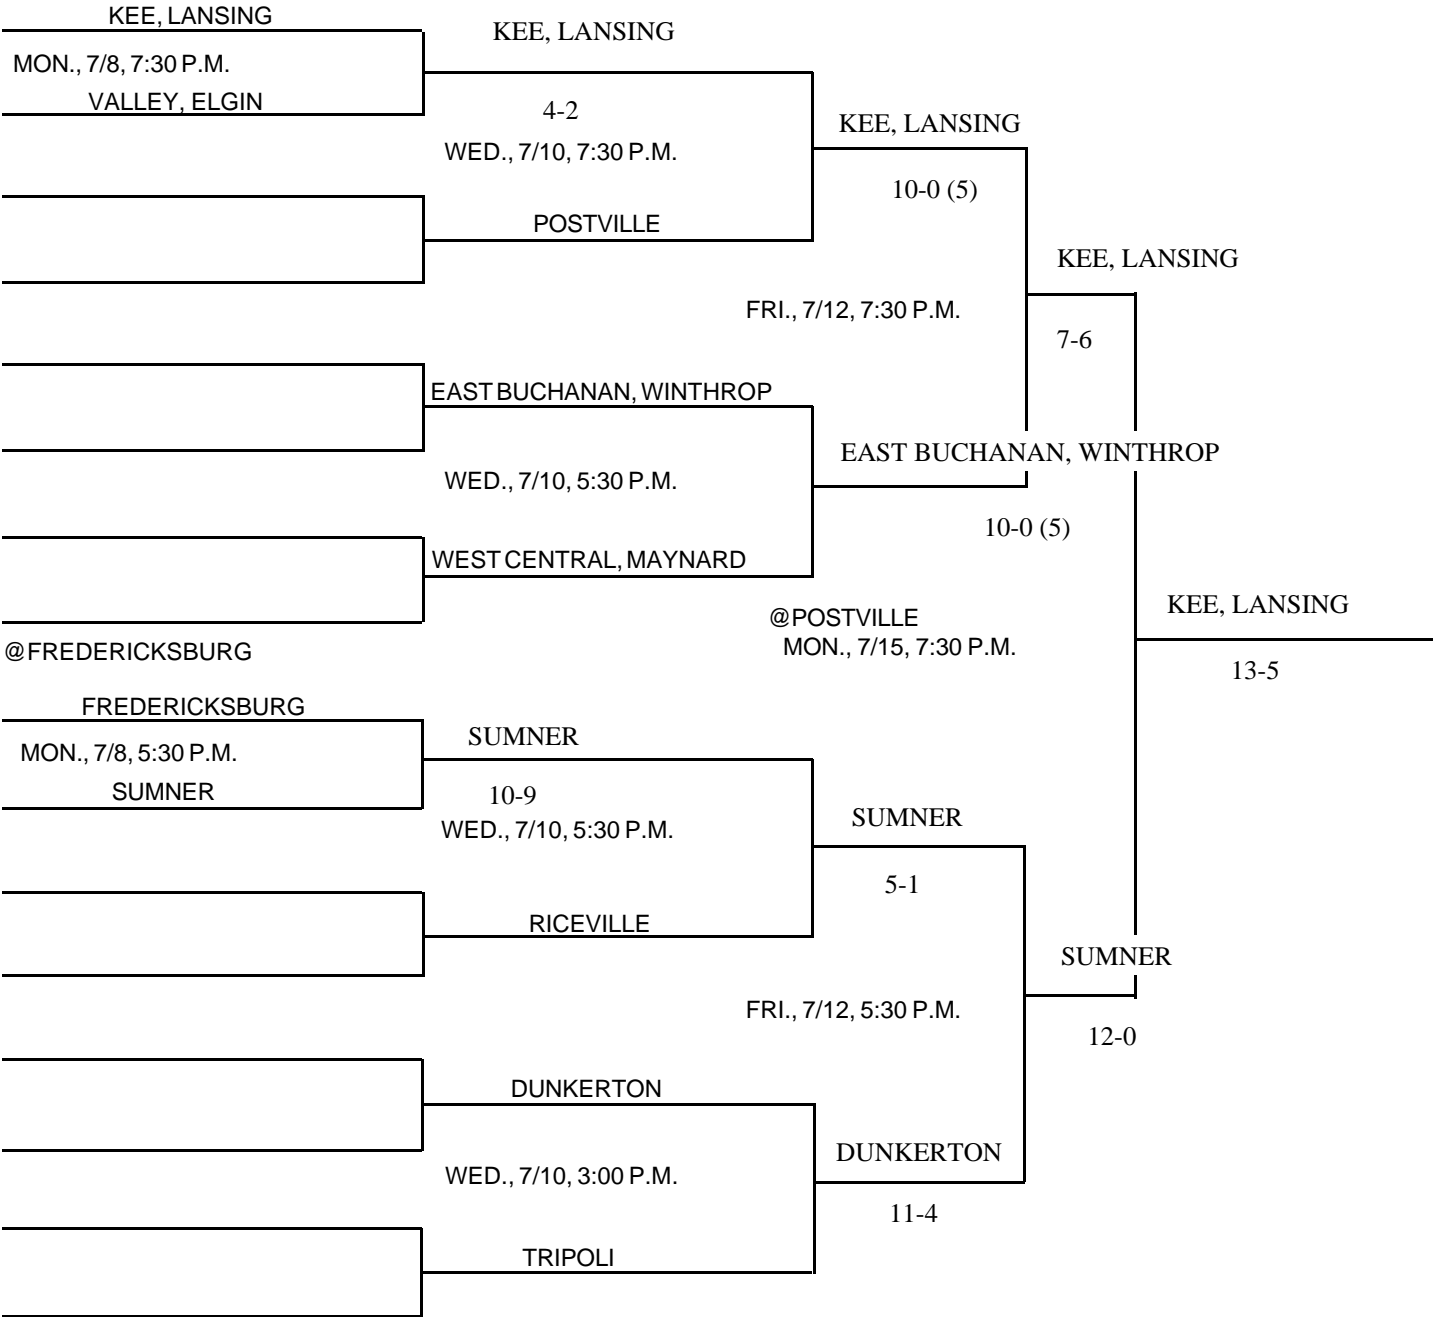 KEE, LANSING
KEE, LANSING
MON., 7/8, 7:30 P.M.
VALLEY, ELGIN
4-2
KEE, LANSING
WED., 7/10, 7:30 P.M.
10-0 (5)
POSTVILLE
KEE, LANSING
FRI., 7/12, 7:30 P.M.
7-6
EAST BUCHANAN, WINTHROP
EAST BUCHANAN, WINTHROP
WED., 7/10, 5:30 P.M.
10-0 (5)
WEST CENTRAL, MAYNARD
KEE, LANSING
@POSTVILLE
MON., 7/15, 7:30 P.M.
@FREDERICKSBURG
13-5
FREDERICKSBURG
SUMNER
MON., 7/8, 5:30 P.M.
SUMNER
10-9
SUMNER
WED., 7/10, 5:30 P.M.
5-1
RICEVILLE
SUMNER
FRI., 7/12, 5:30 P.M.
12-0
DUNKERTON
DUNKERTON
WED., 7/10, 3:00 P.M.
11-4
TRIPOLI